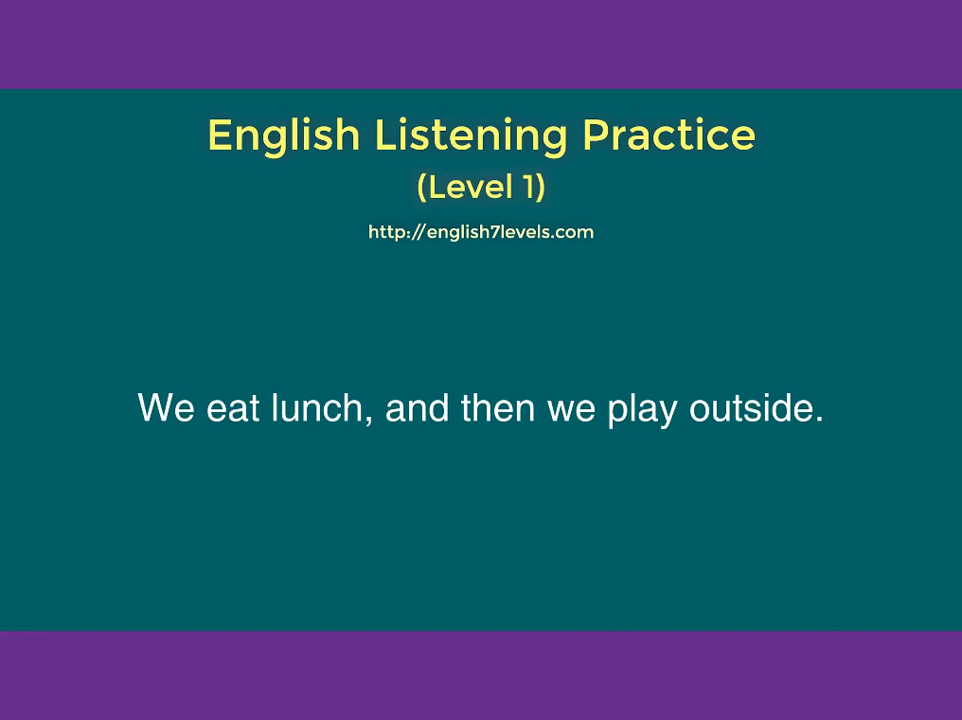 English Listening Practice
(Level 1)
http://english7levels.com
We eat lunch, and then we play outside.